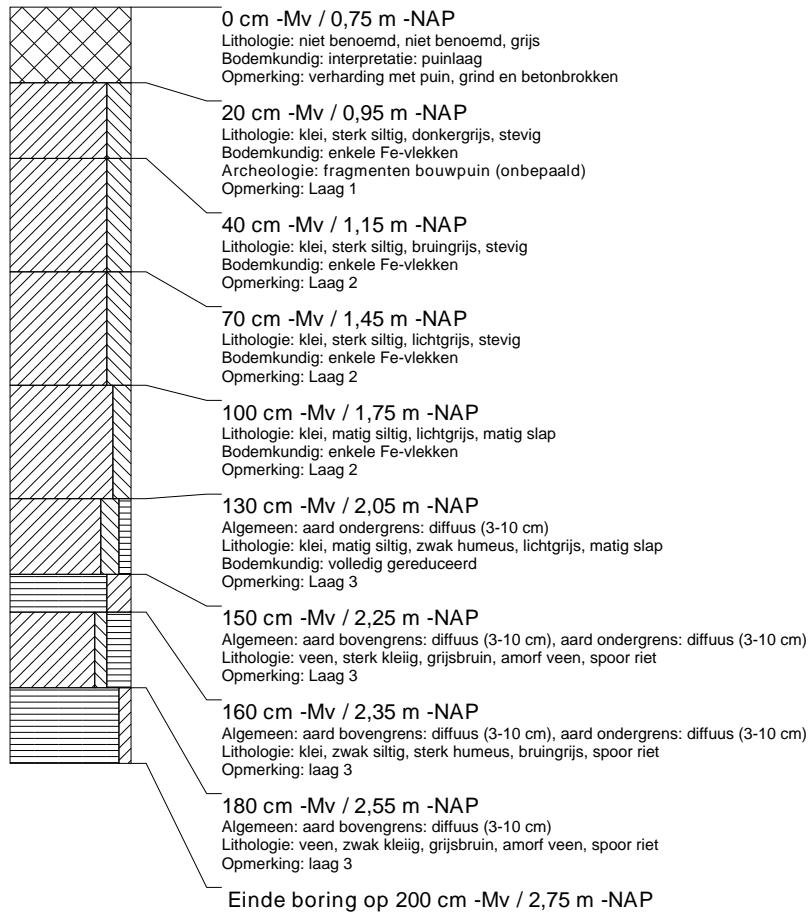 0 cm -Mv / 0,75 m -NAP
Lithologie: niet benoemd, niet benoemd, grijs
Bodemkundig: interpretatie: puinlaag
Opmerking: verharding met puin, grind en betonbrokken
20 cm -Mv / 0,95 m -NAP
Lithologie: klei, sterk siltig, donkergrijs, stevig
Bodemkundig: enkele Fe-vlekken
Archeologie: fragmenten bouwpuin (onbepaald)
Opmerking: Laag 1
40 cm -Mv / 1,15 m -NAP
Lithologie: klei, sterk siltig, bruingrijs, stevig
Bodemkundig: enkele Fe-vlekken
Opmerking: Laag 2
70 cm -Mv / 1,45 m -NAP
Lithologie: klei, sterk siltig, lichtgrijs, stevig
Bodemkundig: enkele Fe-vlekken
Opmerking: Laag 2
100 cm -Mv / 1,75 m -NAP
Lithologie: klei, matig siltig, lichtgrijs, matig slap
Bodemkundig: enkele Fe-vlekken
Opmerking: Laag 2
130 cm -Mv / 2,05 m -NAP
Algemeen: aard ondergrens: diffuus (3-10 cm)
Lithologie: klei, matig siltig, zwak humeus, lichtgrijs, matig slap
Bodemkundig: volledig gereduceerd
Opmerking: Laag 3
150 cm -Mv / 2,25 m -NAP
Algemeen: aard bovengrens: diffuus (3-10 cm), aard ondergrens: diffuus (3-10 cm)
Lithologie: veen, sterk kleiig, grijsbruin, amorf veen, spoor riet
Opmerking: Laag 3
160 cm -Mv / 2,35 m -NAP
Algemeen: aard bovengrens: diffuus (3-10 cm), aard ondergrens: diffuus (3-10 cm)
Lithologie: klei, zwak siltig, sterk humeus, bruingrijs, spoor riet
Opmerking: laag 3
180 cm -Mv / 2,55 m -NAP
Algemeen: aard bovengrens: diffuus (3-10 cm)
Lithologie: veen, zwak kleiig, grijsbruin, amorf veen, spoor riet
Opmerking: laag 3
Einde boring op 200 cm -Mv / 2,75 m -NAP